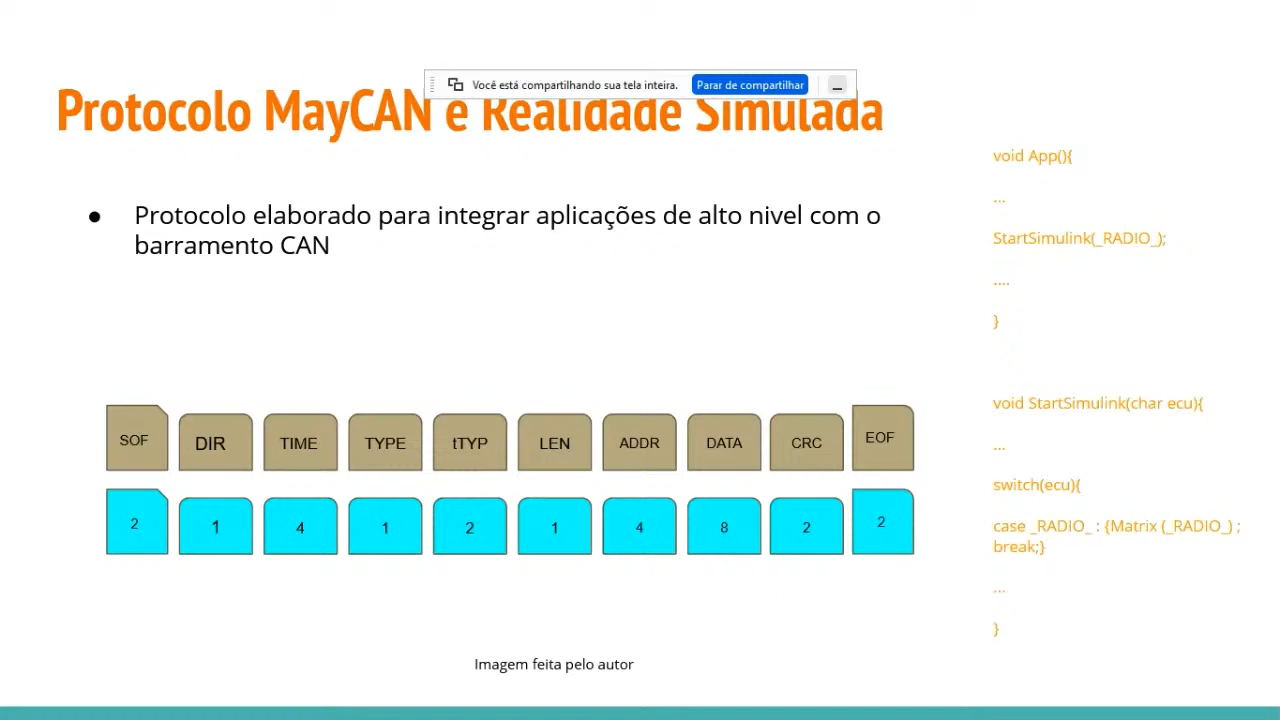 Você está compartilhando sua tela inteira. Parar de compartilhar
Protocolo MayCAN e Realidade Simulada
● Protocolo elaborado para integrar aplicações de alto nivel com o
barramento CAN
SOF DIR TIME TYPE tTYP LEN ADDR DATA CRC EOF
2 1 4 1 2 1 4 8 2 2
Imagem feita pelo autor
void App(){
...
StartSimulink(_RADIO_);
....
}
void StartSimulink(char ecu){
...
switch(ecu){
case _RADIO_ : {Matrix (_RADIO_) ;
break;}
...
}